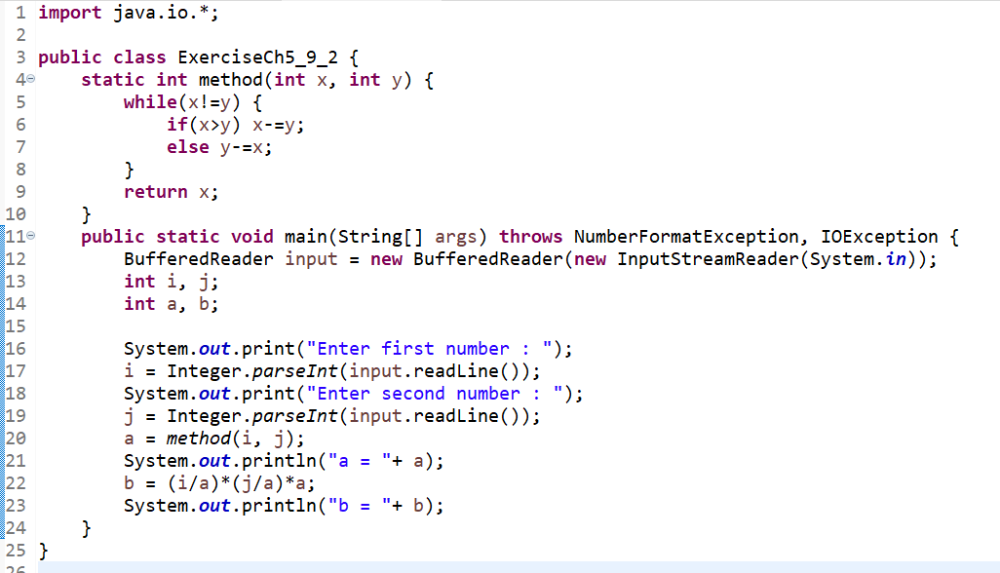 1 import java.io.*;
2
3 public class ExerciseCh5_9_2 {
4 static int method(int x, int y) {
5 while(x!=y) {
6 if(x>y) x-=y;
7 else y-=x;
8 }
9 return x;
10 }
11 public static void main(String[] args) throws NumberFormatException, IOException {
12 BufferedReader input = new BufferedReader(new InputStreamReader(System.in));
13 int i, j;
14 int a, b;
15
16 System.out.print("Enter first number : ");
17 i = Integer.parseInt(input.readLine());
18 System.out.print("Enter second number : ");
19 j = Integer.parseInt(input.readLine());
20 a = method(i, j);
21 System.out.println("a = "+ a);
22 b = (i/a)*(j/a)*a;
23 System.out.println("b = "+ b);
24 }
25 }
26